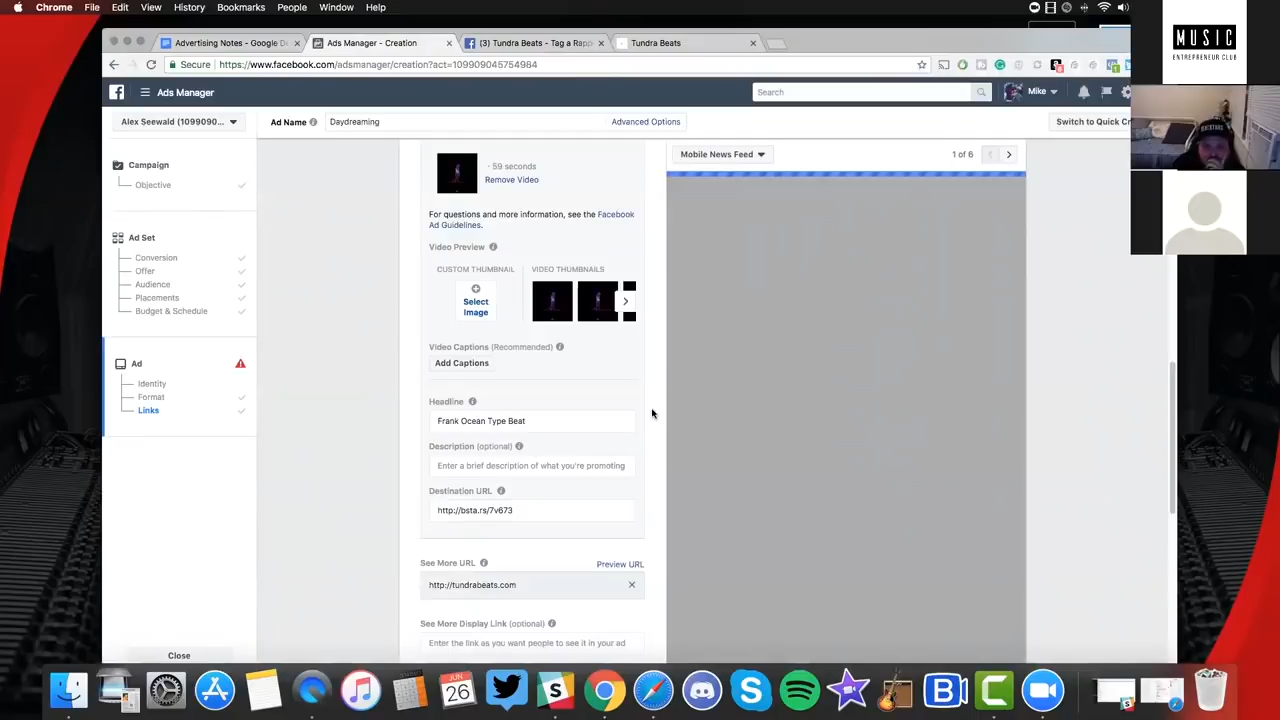 Chrome File Edit View History Bookmarks People Window Help
Advertising Notes - Google D
Ads Manager - Creation
(3) Tundra Beats - Tag a Rapp
Tundra Beats
Secure
https://www.facebook.com/adsmanager/creation?act=109909045754984
Ads Manager
Search
Mike
Alex Seewald (1099090...
Ad Name
Daydreaming
Advanced Options
Switch to Quick Cr
Campaign
Objective
Ad Set
Conversion
Offer
Audience
Placements
Budget & Schedule
Ad
Identity
Format
Links
Close
· 59 seconds
Remove Video
For questions and more information, see the Facebook
Ad Guidelines.
Video Preview
CUSTOM THUMBNAIL
VIDEO THUMBNAILS
Select
Image
Video Captions (Recommended)
Add Captions
Headline
Frank Ocean Type Beat
Description (optional)
Enter a brief description of what you're promoting
Destination URL
http://bsta.rs/7v673
See More URL
Preview URL
http://tundrabeats.com
See More Display Link (optional)
Enter the link as you want people to see it in your ad
Mobile News Feed
1 of 6
MUSIC
ENTREPRENEUR CLUB
JUN
26